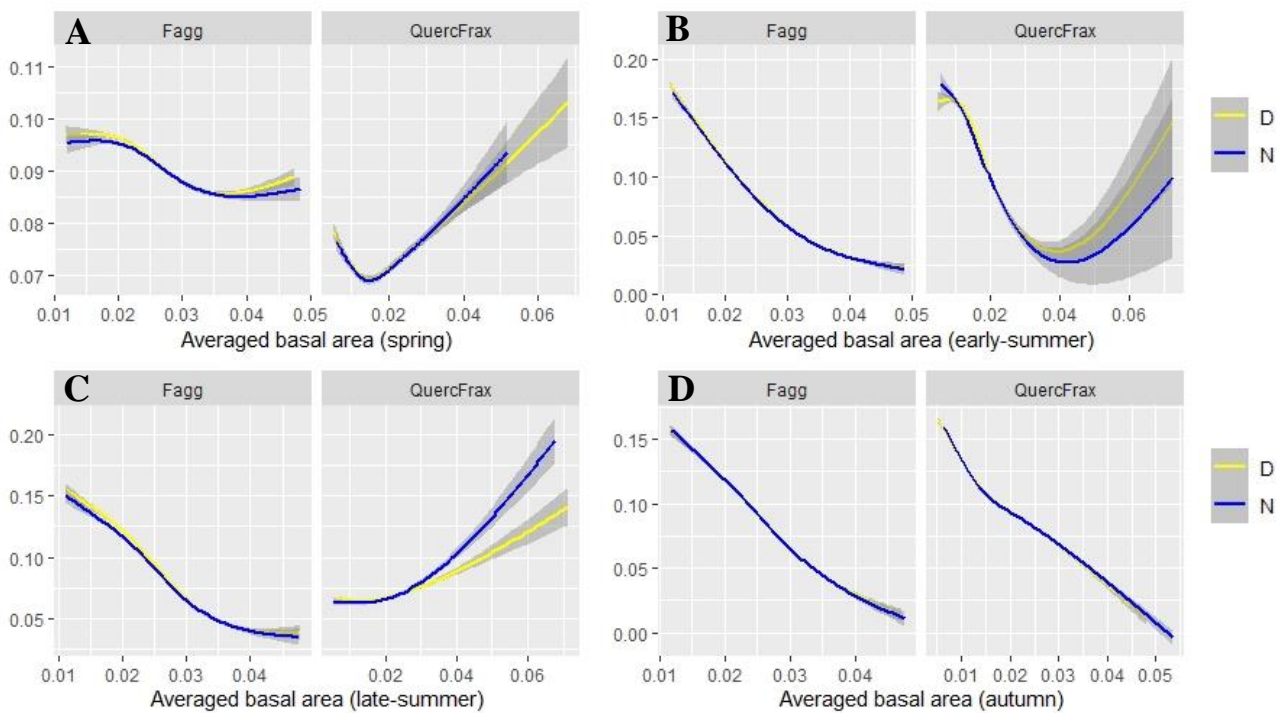 A Fagg QuercFrax
0.11
0.10
0.09
0.08
0.07
0.01 0.02 0.03 0.04 0.05 0.02 0.04 0.06
Averaged basal area (spring)
B Fagg QuercFrax
0.20
0.15
0.10
0.05
0.00
0.01 0.02 0.03 0.04 0.05 0.02 0.04 0.06
Averaged basal area (early-summer)
D
N
C Fagg QuercFrax
0.20
0.15
0.10
0.05
0.01 0.02 0.03 0.04 0.05 0.02 0.04 0.06
Averaged basal area (late-summer)
D Fagg QuercFrax
0.15
0.10
0.05
0.00
0.01 0.02 0.03 0.04 0.05 0.01 0.02 0.03 0.04 0.05
Averaged basal area (autumn)
D
N